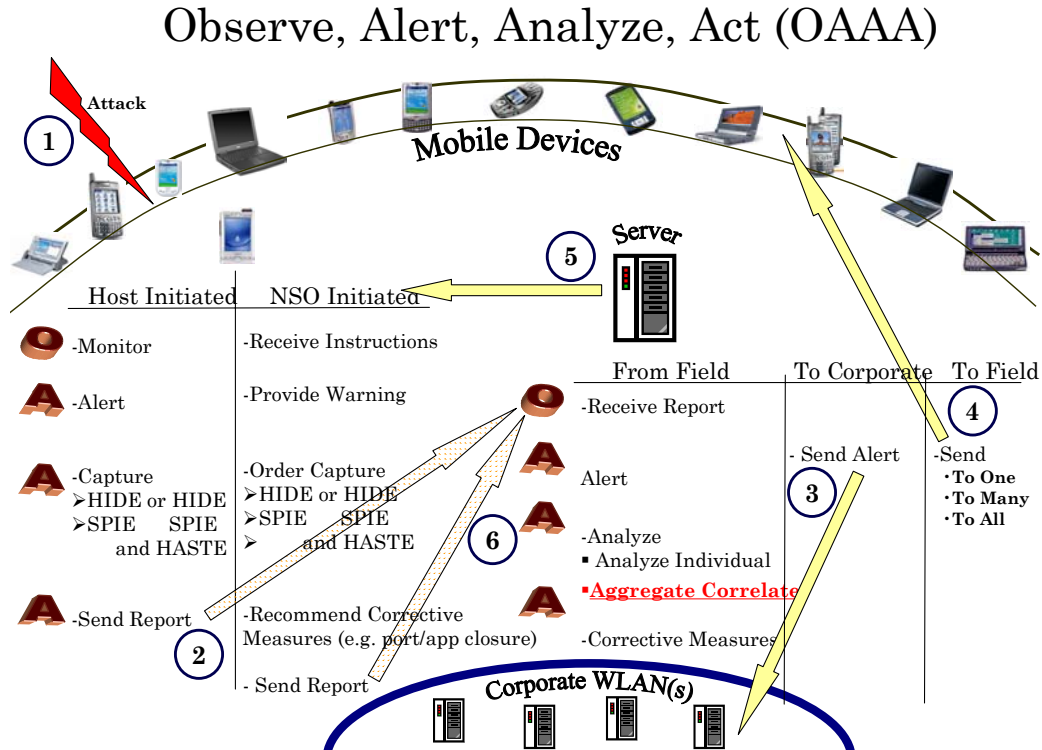 Observe, Alert, Analyze, Act (OAAA)
Attack
1
Mobile Devices
Server
5
Host Initiated
O
-Monitor
A
-Alert
A
-Capture
➢HIDE or HIDE
➢SPIE SPIE
and HASTE
A
-Send Report
2
NSO Initiated
-Receive Instructions
-Provide Warning
-Order Capture
➢HIDE or HIDE
➢SPIE SPIE
➢ and HASTE
-Recommend Corrective
Measures (e.g. port/app closure)
- Send Report
6
From Field
O
-Receive Report
A
Alert
A
-Analyze
▪ Analyze Individual
▪Aggregate Correlate
A
-Corrective Measures
To Corporate
- Send Alert
3
To Field
4
-Send
•To One
•To Many
•To All
Corporate WLAN(s)